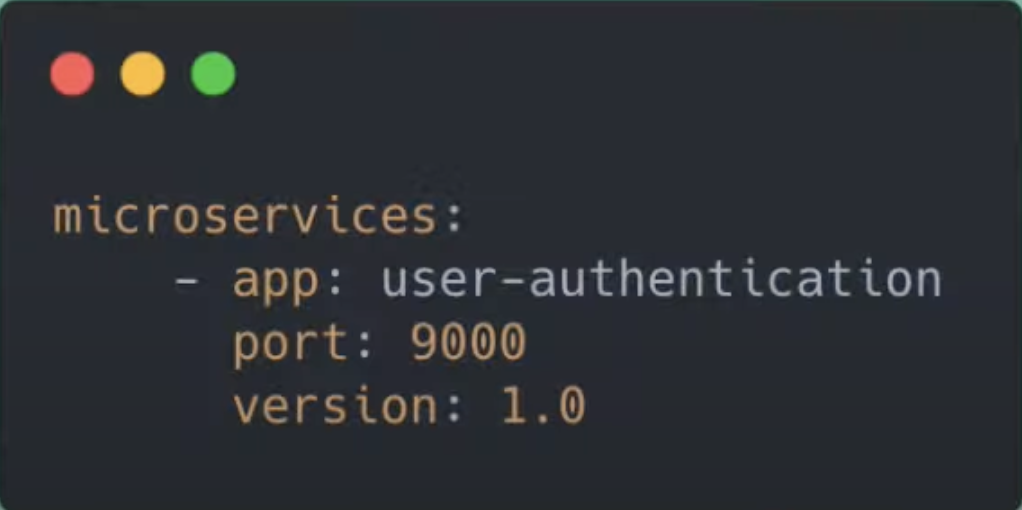 microservices:
    - app: user-authentication
      port: 9000
      version: 1.0